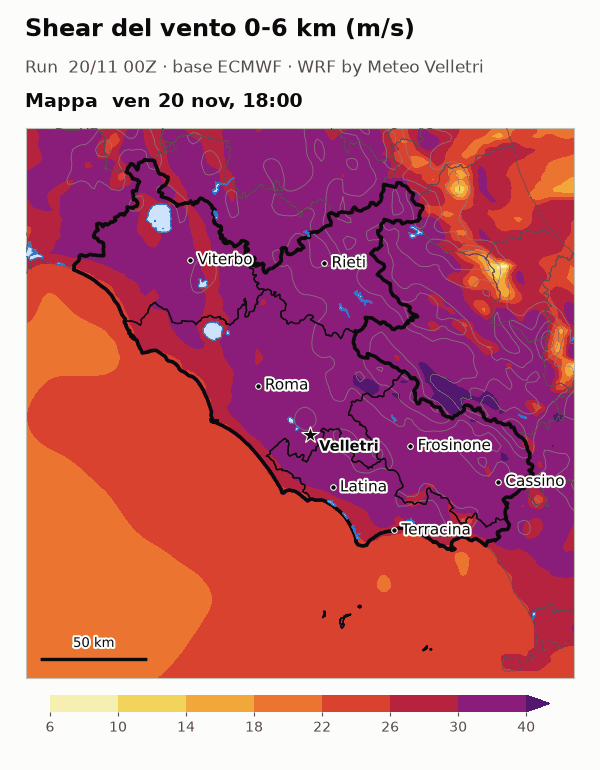 Shear del vento 0-6 km (m/s)
Run 20/11 00Z · base ECMWF · WRF by Meteo Velletri
Mappa ven 20 nov, 18:00
Viterbo
Rieti
Roma
Velletri
Frosinone
Latina
Cassino
Terracina
50 km
6 10 14 18 22 26 30 40